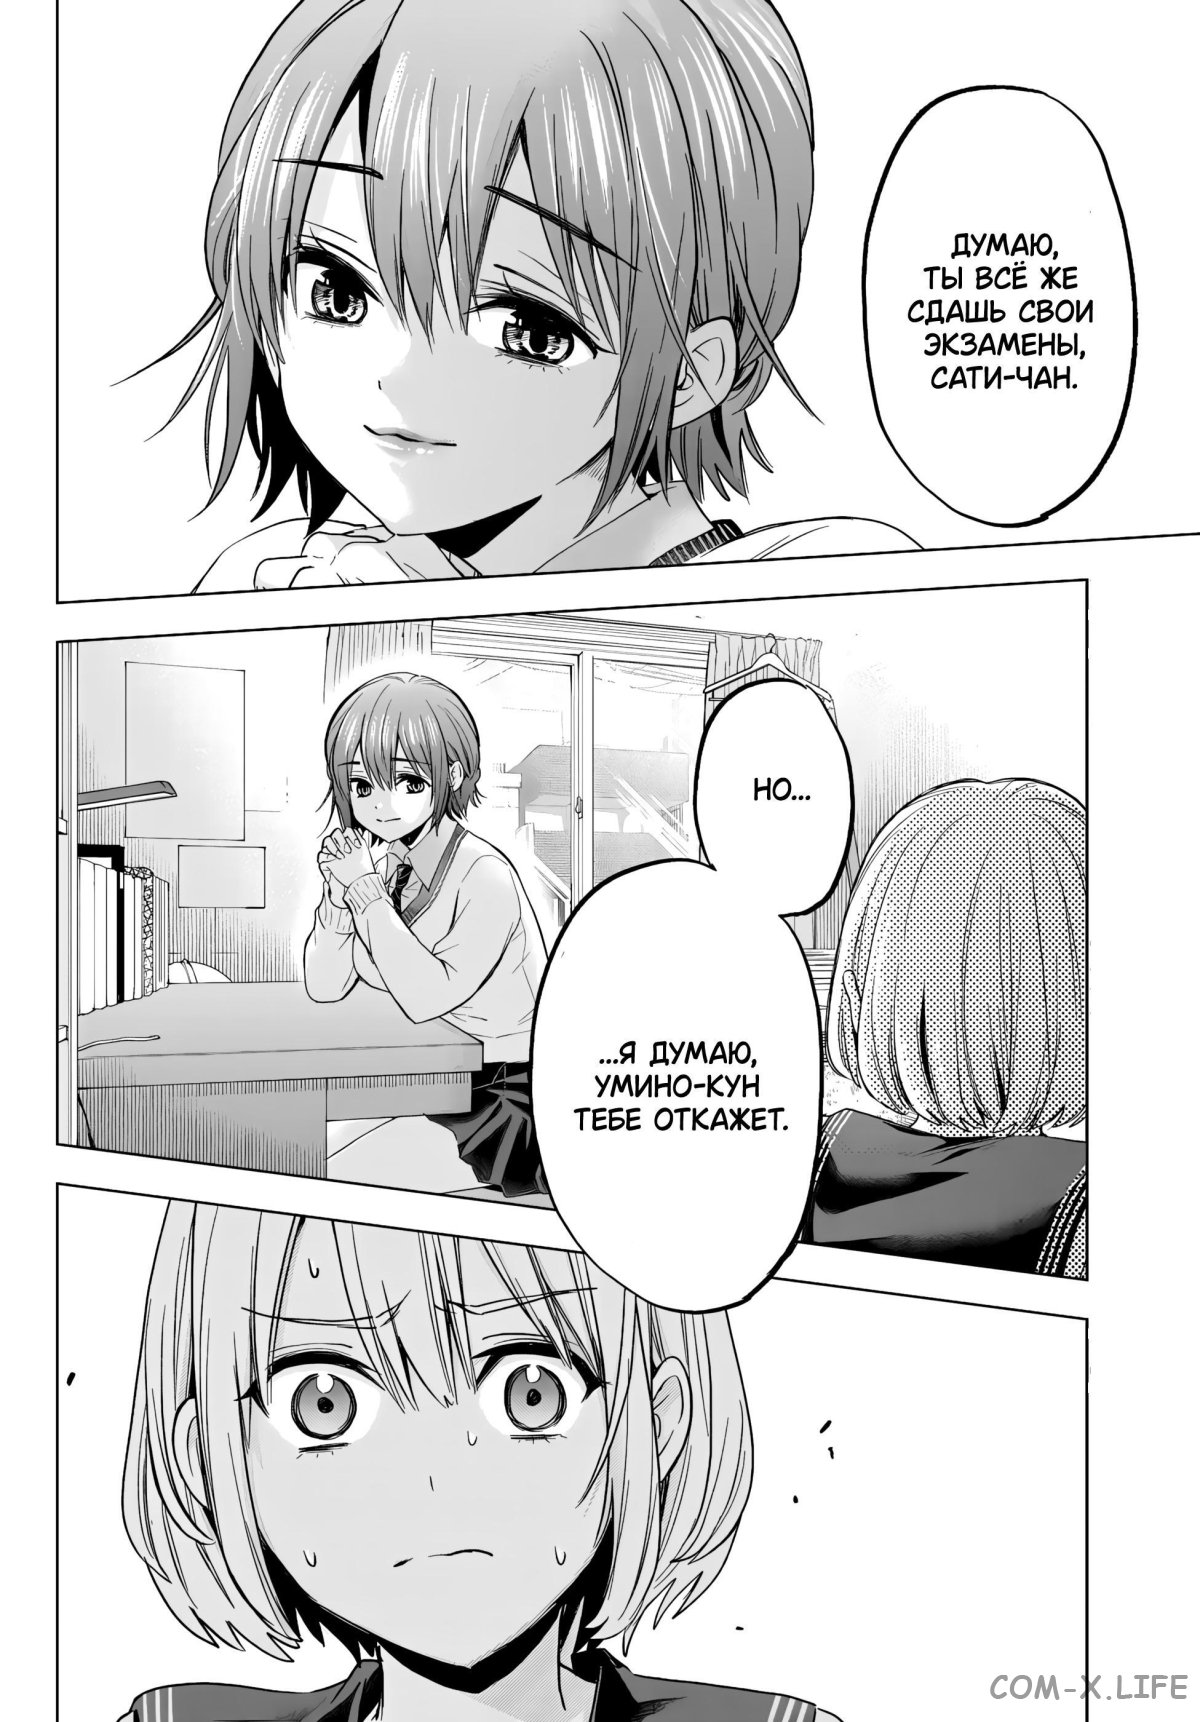 ДУМАЮ,
ТЫ ВСЁ ЖЕ
СДАШЬ СВОИ
ЭКЗАМЕНЫ,
САТИ-ЧАН.
НО...
...Я ДУМАЮ,
УМИНО-КУН
ТЕБЕ ОТКАЖЕТ.
COM-X.LIFE